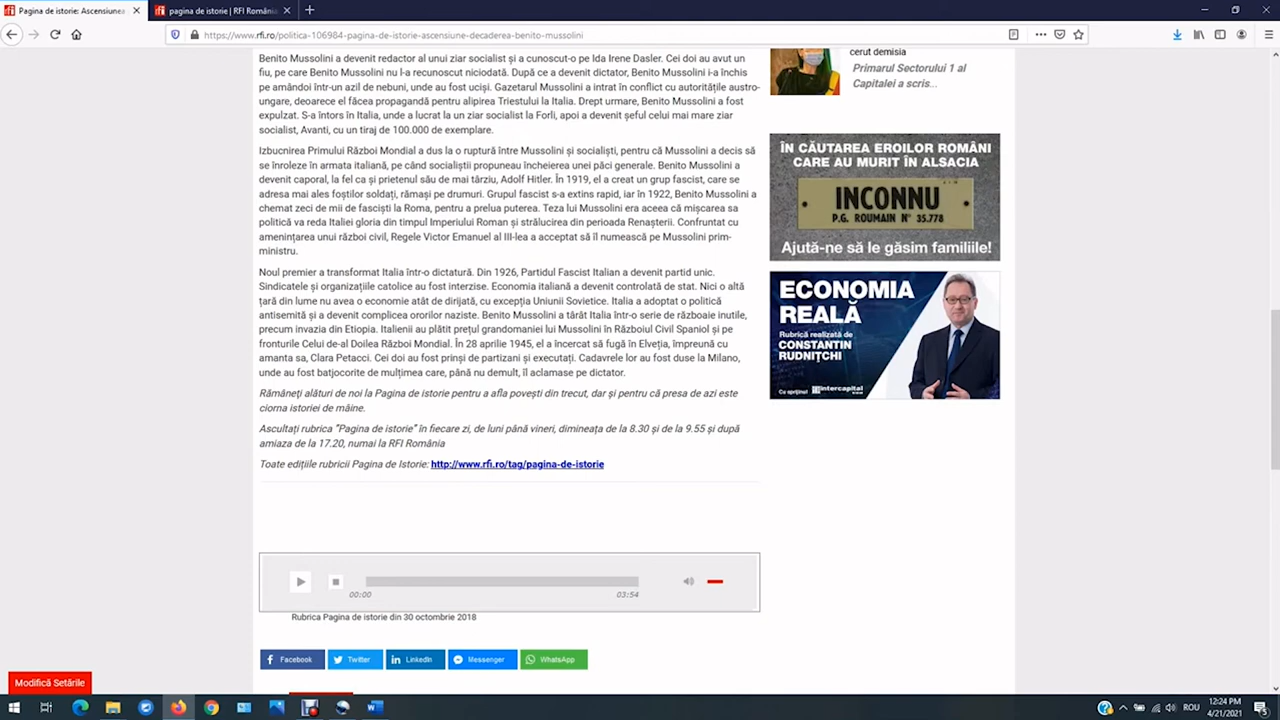 Pagina de istorie: Ascensiunea
pagina de istorie | RFI România
https://www.rfi.ro/politica-106984-pagina-de-istorie-ascensiune-decaderea-benito-mussolini
Benito Mussolini a devenit redactor al unui ziar socialist și a cunoscut-o pe Ida Irene Dasler. Cei doi au avut un
fiu, pe care Benito Mussolini nu l-a recunoscut niciodată. După ce a devenit dictator, Benito Mussolini i-a închis
pe amândoi într-un azil de nebuni, unde au fost uciși. Gazetarul Mussolini a intrat în conflict cu autoritățile austro-
ungare, deoarece el făcea propagandă pentru alipirea Triestului la Italia. Drept urmare, Benito Mussolini a fost
expulzat. S-a întors în Italia, unde a lucrat la un ziar socialist la Forli, apoi a devenit șeful celui mai mare ziar
socialist, Avanti, cu un tiraj de 100.000 de exemplare.
Izbucnirea Primului Război Mondial a dus la o ruptură între Mussolini și socialiști, pentru că Mussolini a decis să
se înroleze în armata italiană, pe când socialiștii propuneau încheierea unei păci generale. Benito Mussolini a
devenit caporal, la fel ca și prietenul său de mai târziu, Adolf Hitler. În 1919, el a creat un grup fascist, care se
adresa mai ales foștilor soldați, rămași pe drumuri. Grupul fascist s-a extins rapid, iar în 1922, Benito Mussolini a
chemat zeci de mii de fasciști la Roma, pentru a prelua puterea. Teza lui Mussolini era aceea că mișcarea sa
politică va reda Italiei gloria din timpul Imperiului Roman și strălucirea din perioada Renașterii. Confruntat cu
amenințarea unui război civil, Regele Victor Emanuel al III-lea a acceptat să îl numească pe Mussolini prim-
ministru.
Noul premier a transformat Italia într-o dictatură. Din 1926, Partidul Fascist Italian a devenit partid unic.
Sindicatele și organizațiile catolice au fost interzise. Economia italiană a devenit controlată de stat. Nici o altă
țară din lume nu avea o economie atât de dirijată, cu excepția Uniunii Sovietice. Italia a adoptat o politică
antisemită și a devenit complicea ororilor naziste. Benito Mussolini a târât Italia într-o serie de războaie inutile,
precum invazia din Etiopia. Italienii au plătit prețul grandomaniei lui Mussolini în Războiul Civil Spaniol și pe
fronturile Celui de-al Doilea Război Mondial. În 28 aprilie 1945, el a încercat să fugă în Elveția, împreună cu
amanta sa, Clara Petacci. Cei doi au fost prinși de partizani și executați. Cadavrele lor au fost duse la Milano,
unde au fost batjocorite de mulțimea care, până nu demult, îl aclamase pe dictator.
Rămâneți alături de noi la Pagina de istorie pentru a afla povești din trecut, dar și pentru că presa de azi este
ciorna istoriei de mâine.
Ascultați rubrica "Pagina de istorie" în fiecare zi, de luni până vineri, dimineața de la 8.30 și de la 9.55 și după
amiaza de la 17.20, numai la RFI România
Toate edițiile rubricii Pagina de Istorie: http://www.rfi.ro/tag/pagina-de-istorie
00:00 03:54
Rubrica Pagina de istorie din 30 octombrie 2018
Facebook Twitter LinkedIn Messenger WhatsApp
cerut demisia
Primarul Sectorului 1 al
Capitalei a scris...
ÎN CĂUTAREA EROILOR ROMÂNI
CARE AU MURIT ÎN ALSACIA
INCONNU
P.G. ROUMAIN N° 35.778
Ajută-ne să le găsim familiile!
ECONOMIA
REALĂ
Rubrică realizată de
CONSTANTIN
RUDNIȚCHI
Cu sprijinul intercapital
Modifică Setările
ROU
12:24 PM
4/21/2021
5